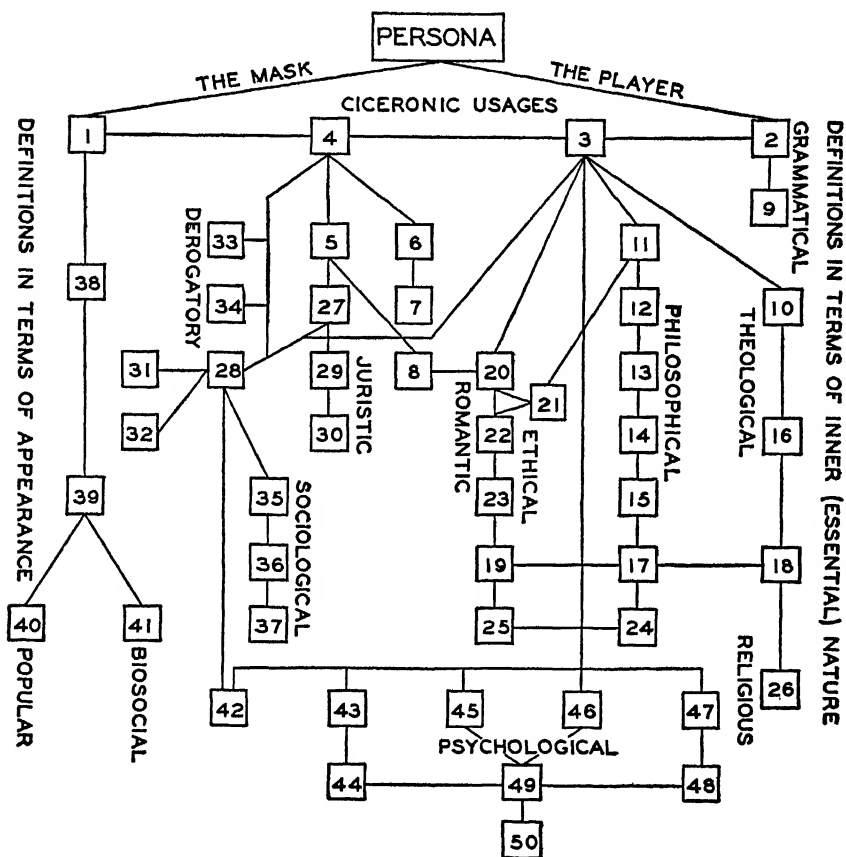 PERSONA
THE MASK
THE PLAYER
CICERONIC USAGES
1
4
3
2
GRAMMATICAL
DEFINITIONS IN TERMS OF APPEARANCE
DEFINITIONS IN TERMS OF INNER (ESSENTIAL) NATURE
9
DEROGATORY
33
5
6
11
38
34
27
7
12
10
PHILOSOPHICAL
THEOLOGICAL
31
28
29
JURISTIC
8
20
13
21
32
30
ROMANTIC
22
ETHICAL
14
16
39
35
SOCIOLOGICAL
23
15
36
19
17
18
40
POPULAR
41
BIOSOCIAL
37
25
24
RELIGIOUS
26
42
43
45
46
47
PSYCHOLOGICAL
44
49
48
50